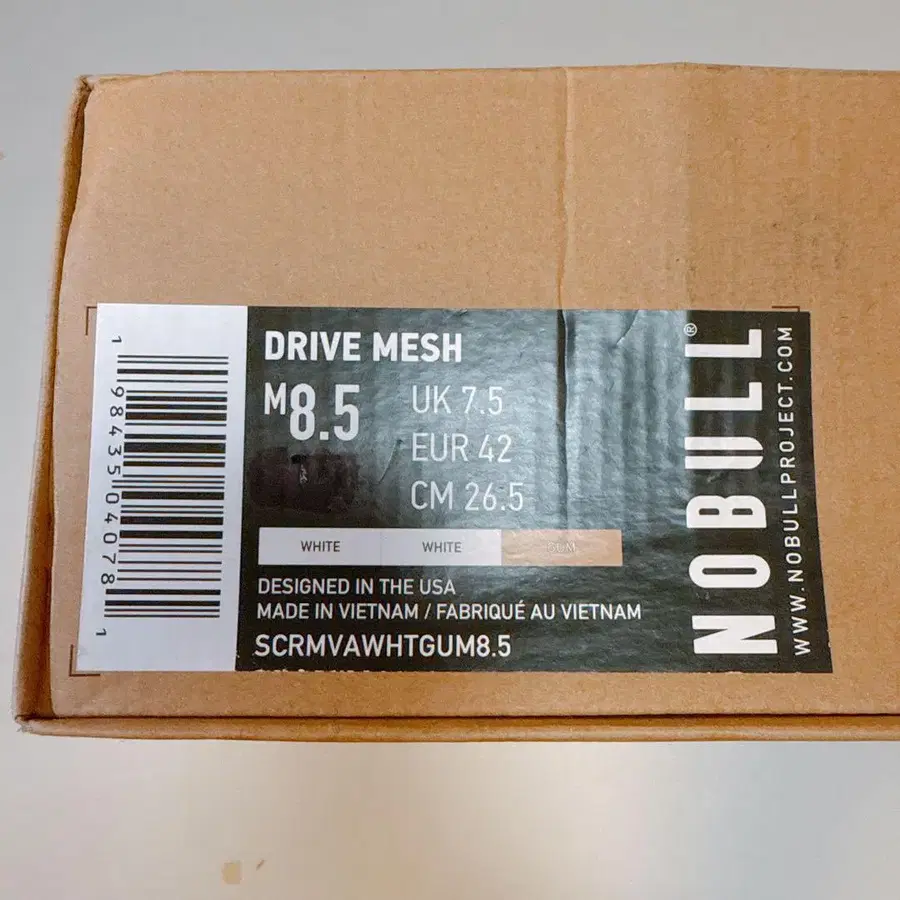 1 98435 04078 1
DRIVE MESH
M8.5
UK 7.5
EUR 42
CM 26.5
WHITE WHITE GUM
DESIGNED IN THE USA
MADE IN VIETNAM / FABRIQUÉ AU VIETNAM
SCRMVAWHTGUM8.5
NOBULL®
WWW.NOBULLPROJECT.COM